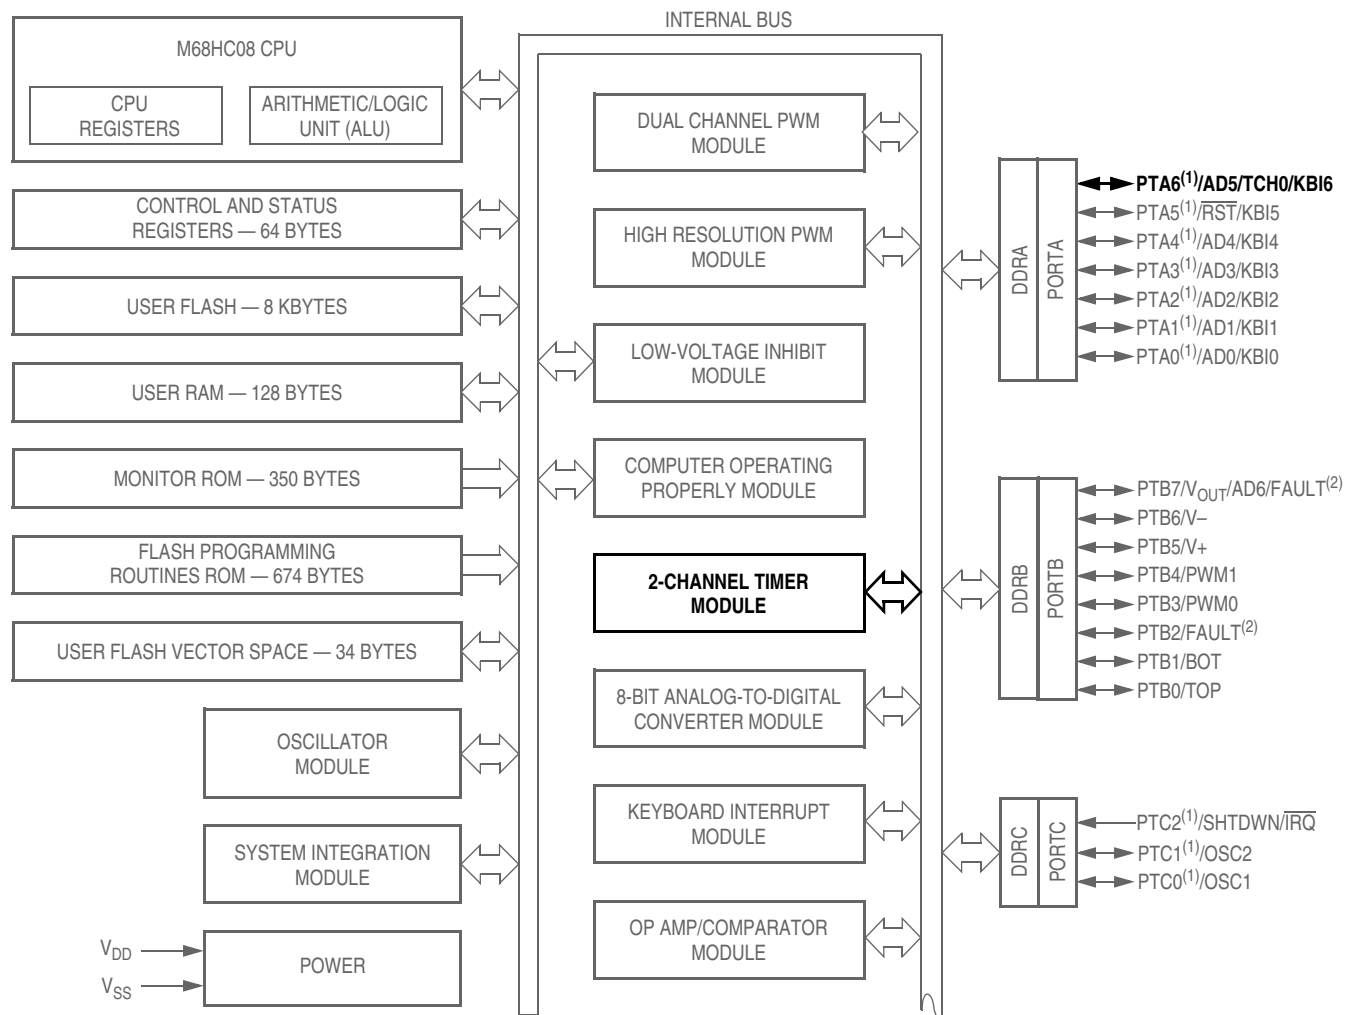 INTERNAL BUS
M68HC08 CPU
CPU
REGISTERS
ARITHMETIC/LOGIC
UNIT (ALU)
CONTROL AND STATUS
REGISTERS — 64 BYTES
USER FLASH — 8 KBYTES
USER RAM — 128 BYTES
MONITOR ROM — 350 BYTES
FLASH PROGRAMMING
ROUTINES ROM — 674 BYTES
USER FLASH VECTOR SPACE — 34 BYTES
OSCILLATOR
MODULE
SYSTEM INTEGRATION
MODULE
VDD
VSS
POWER
DUAL CHANNEL PWM
MODULE
HIGH RESOLUTION PWM
MODULE
LOW-VOLTAGE INHIBIT
MODULE
COMPUTER OPERATING
PROPERLY MODULE
2-CHANNEL TIMER
MODULE
8-BIT ANALOG-TO-DIGITAL
CONVERTER MODULE
KEYBOARD INTERRUPT
MODULE
OP AMP/COMPARATOR
MODULE
DDRA
PORTA
PTA6(1)/AD5/TCH0/KBI6
PTA5(1)/RST/KBI5
PTA4(1)/AD4/KBI4
PTA3(1)/AD3/KBI3
PTA2(1)/AD2/KBI2
PTA1(1)/AD1/KBI1
PTA0(1)/AD0/KBI0
DDRB
PORTB
PTB7/VOUT/AD6/FAULT(2)
PTB6/V–
PTB5/V+
PTB4/PWM1
PTB3/PWM0
PTB2/FAULT(2)
PTB1/BOT
PTB0/TOP
DDRC
PORTC
PTC2(1)/SHTDWN/IRQ
PTC1(1)/OSC2
PTC0(1)/OSC1